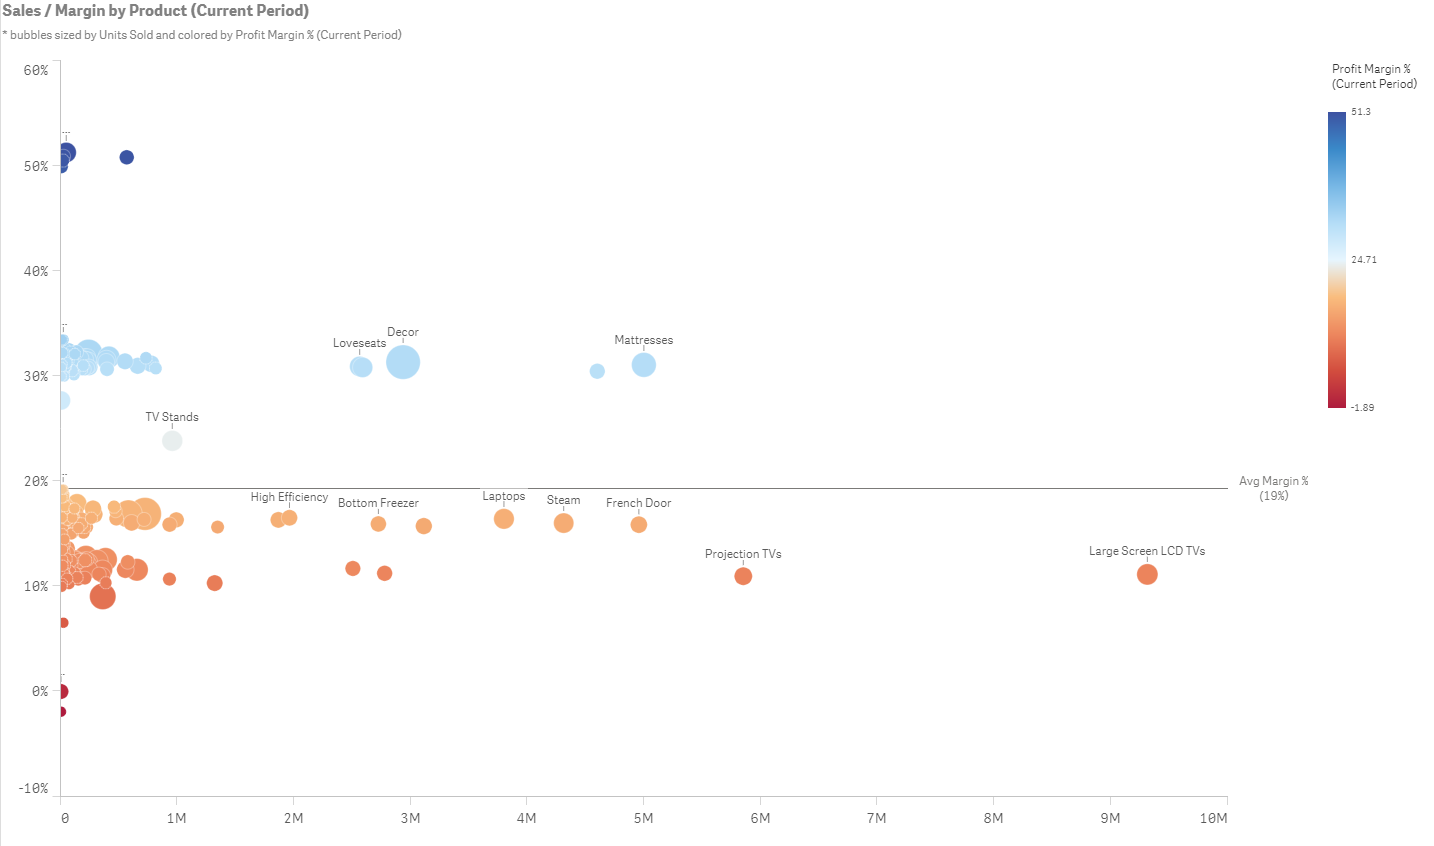 Sales / Margin by Product (Current Period)
* bubbles sized by Units Sold and colored by Profit Margin % (Current Period)
Profit Margin %
(Current Period)
51.3
24.71
-1.89
60%
50%
40%
30%
20%
10%
0%
-10%
...
...
Decor
Loveseats
Mattresses
TV Stands
...
Avg Margin %
(19%)
High Efficiency
Bottom Freezer
Laptops
Steam
French Door
Projection TVs
Large Screen LCD TVs
...
0
1M
2M
3M
4M
5M
6M
7M
8M
9M
10M